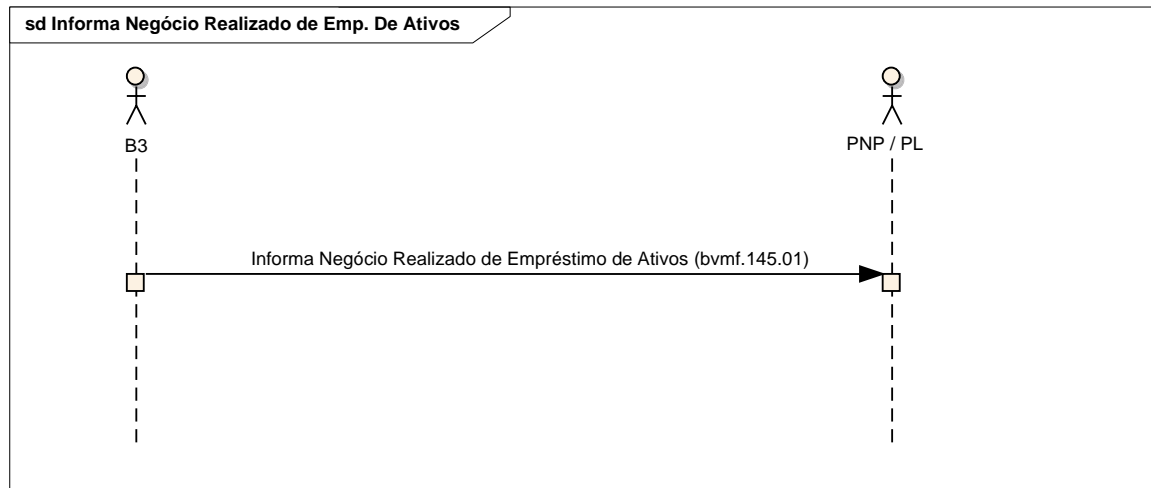 sd Informa Negócio Realizado de Emp. De Ativos
B3
PNP / PL
Informa Negócio Realizado de Empréstimo de Ativos (bvmf.145.01)